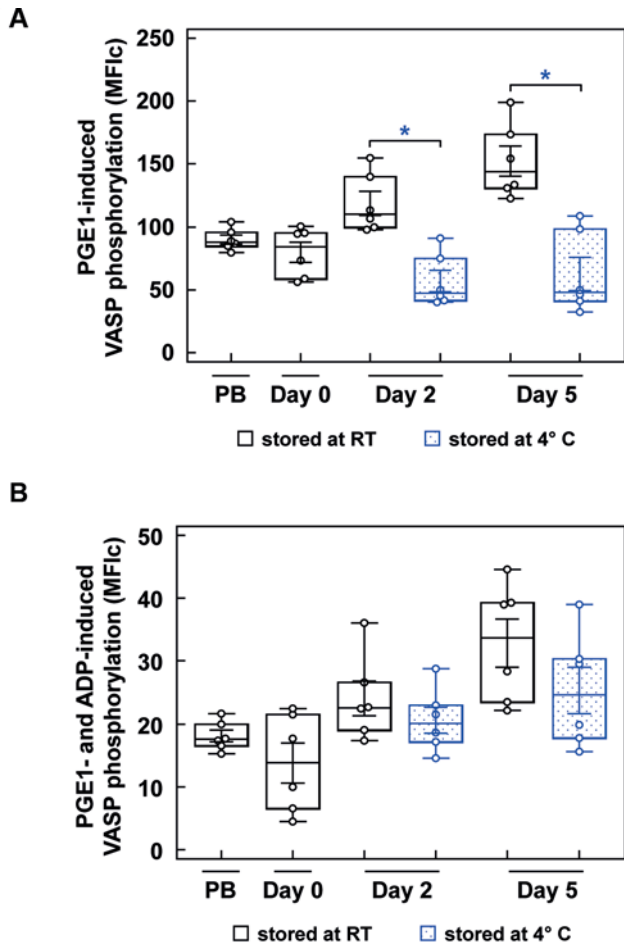 A
PGE1-induced
VASP phosphorylation (MFIc)
250
200
150
100
50
0
*
*
PB Day 0 Day 2 Day 5
stored at RT stored at 4° C
B
PGE1- and ADP-induced
VASP phosphorylation (MFIc)
50
40
30
20
10
0
PB Day 0 Day 2 Day 5
stored at RT stored at 4° C